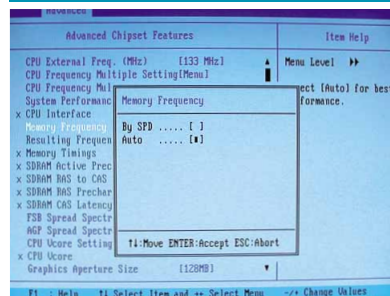 Advanced
Advanced Chipset Features
Item Help
CPU External Freq. (MHz) [133 MHz]
CPU Frequency Multiple Setting[Menu]
CPU Frequency Mul
System Performanc
x CPU Interface
Memory Frequency
Resulting Frequen
x Memory Timings
x SDRAM Active Prec
x SDRAM RAS to CAS
x SDRAM RAS Prechar
x SDRAM CAS Latency
FSB Spread Spectr
AGP Spread Spectr
CPU Vcore Setting
x CPU Vcore
Graphics Aperture Size [128MB]
Memory Frequency
By SPD ..... [ ]
Auto ..... [■]
↑↓:Move ENTER:Accept ESC:Abort
Menu Level ▸▸
ect [Auto] for bes
formance.
F1 : Help ↑↓ Select Item and ↔ Select Menu -/+ Change Values